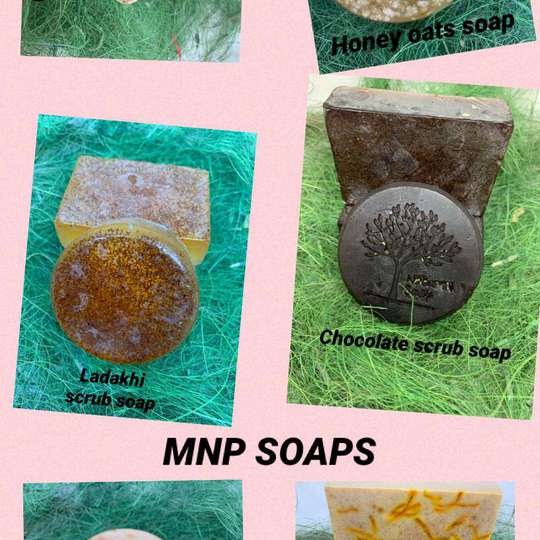 Honey oats soap
Ladakhi
scrub soap
Chocolate scrub soap
MNP SOAPS